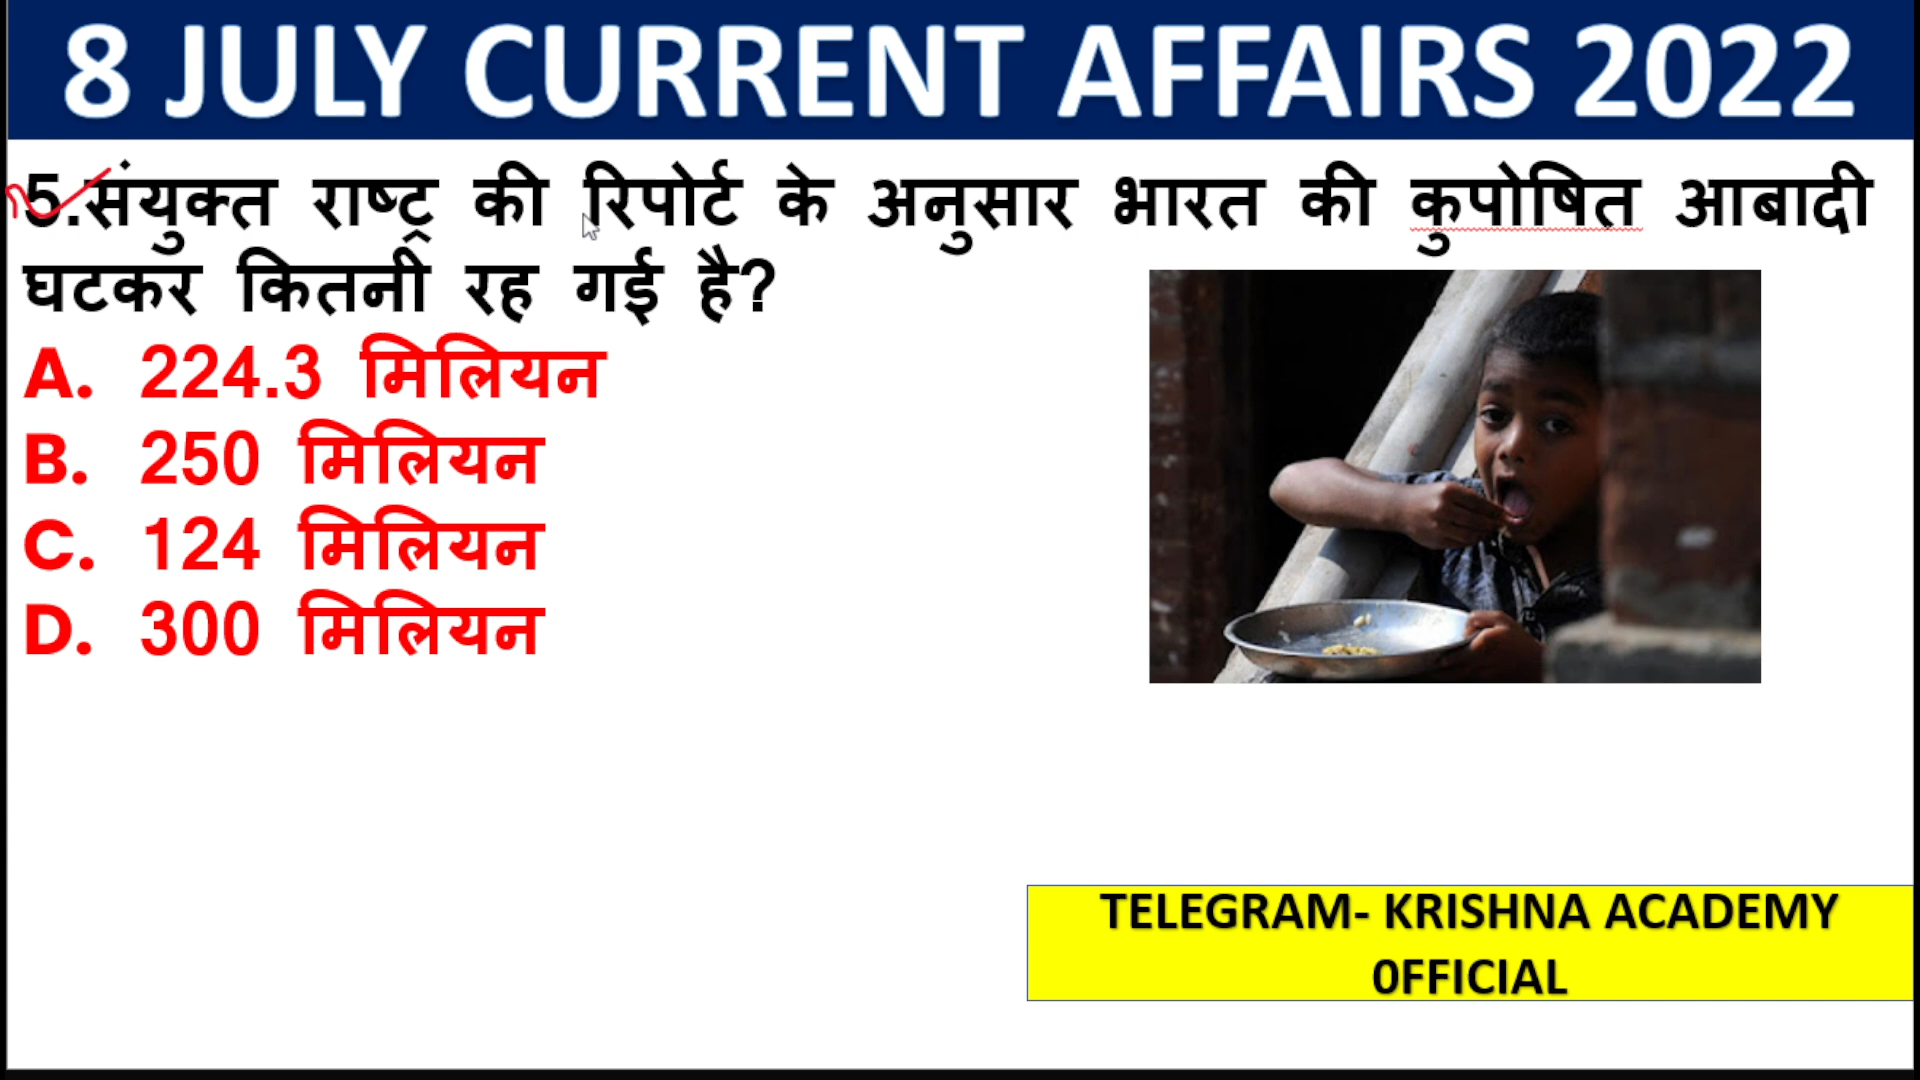 8 JULY CURRENT AFFAIRS 2022
5.संयुक्त राष्ट्र की रिपोर्ट के अनुसार भारत की कुपोषित आबादी
घटकर कितनी रह गई है?
A. 224.3 मिलियन
B. 250 मिलियन
C. 124 मिलियन
D. 300 मिलियन
TELEGRAM- KRISHNA ACADEMY
0FFICIAL